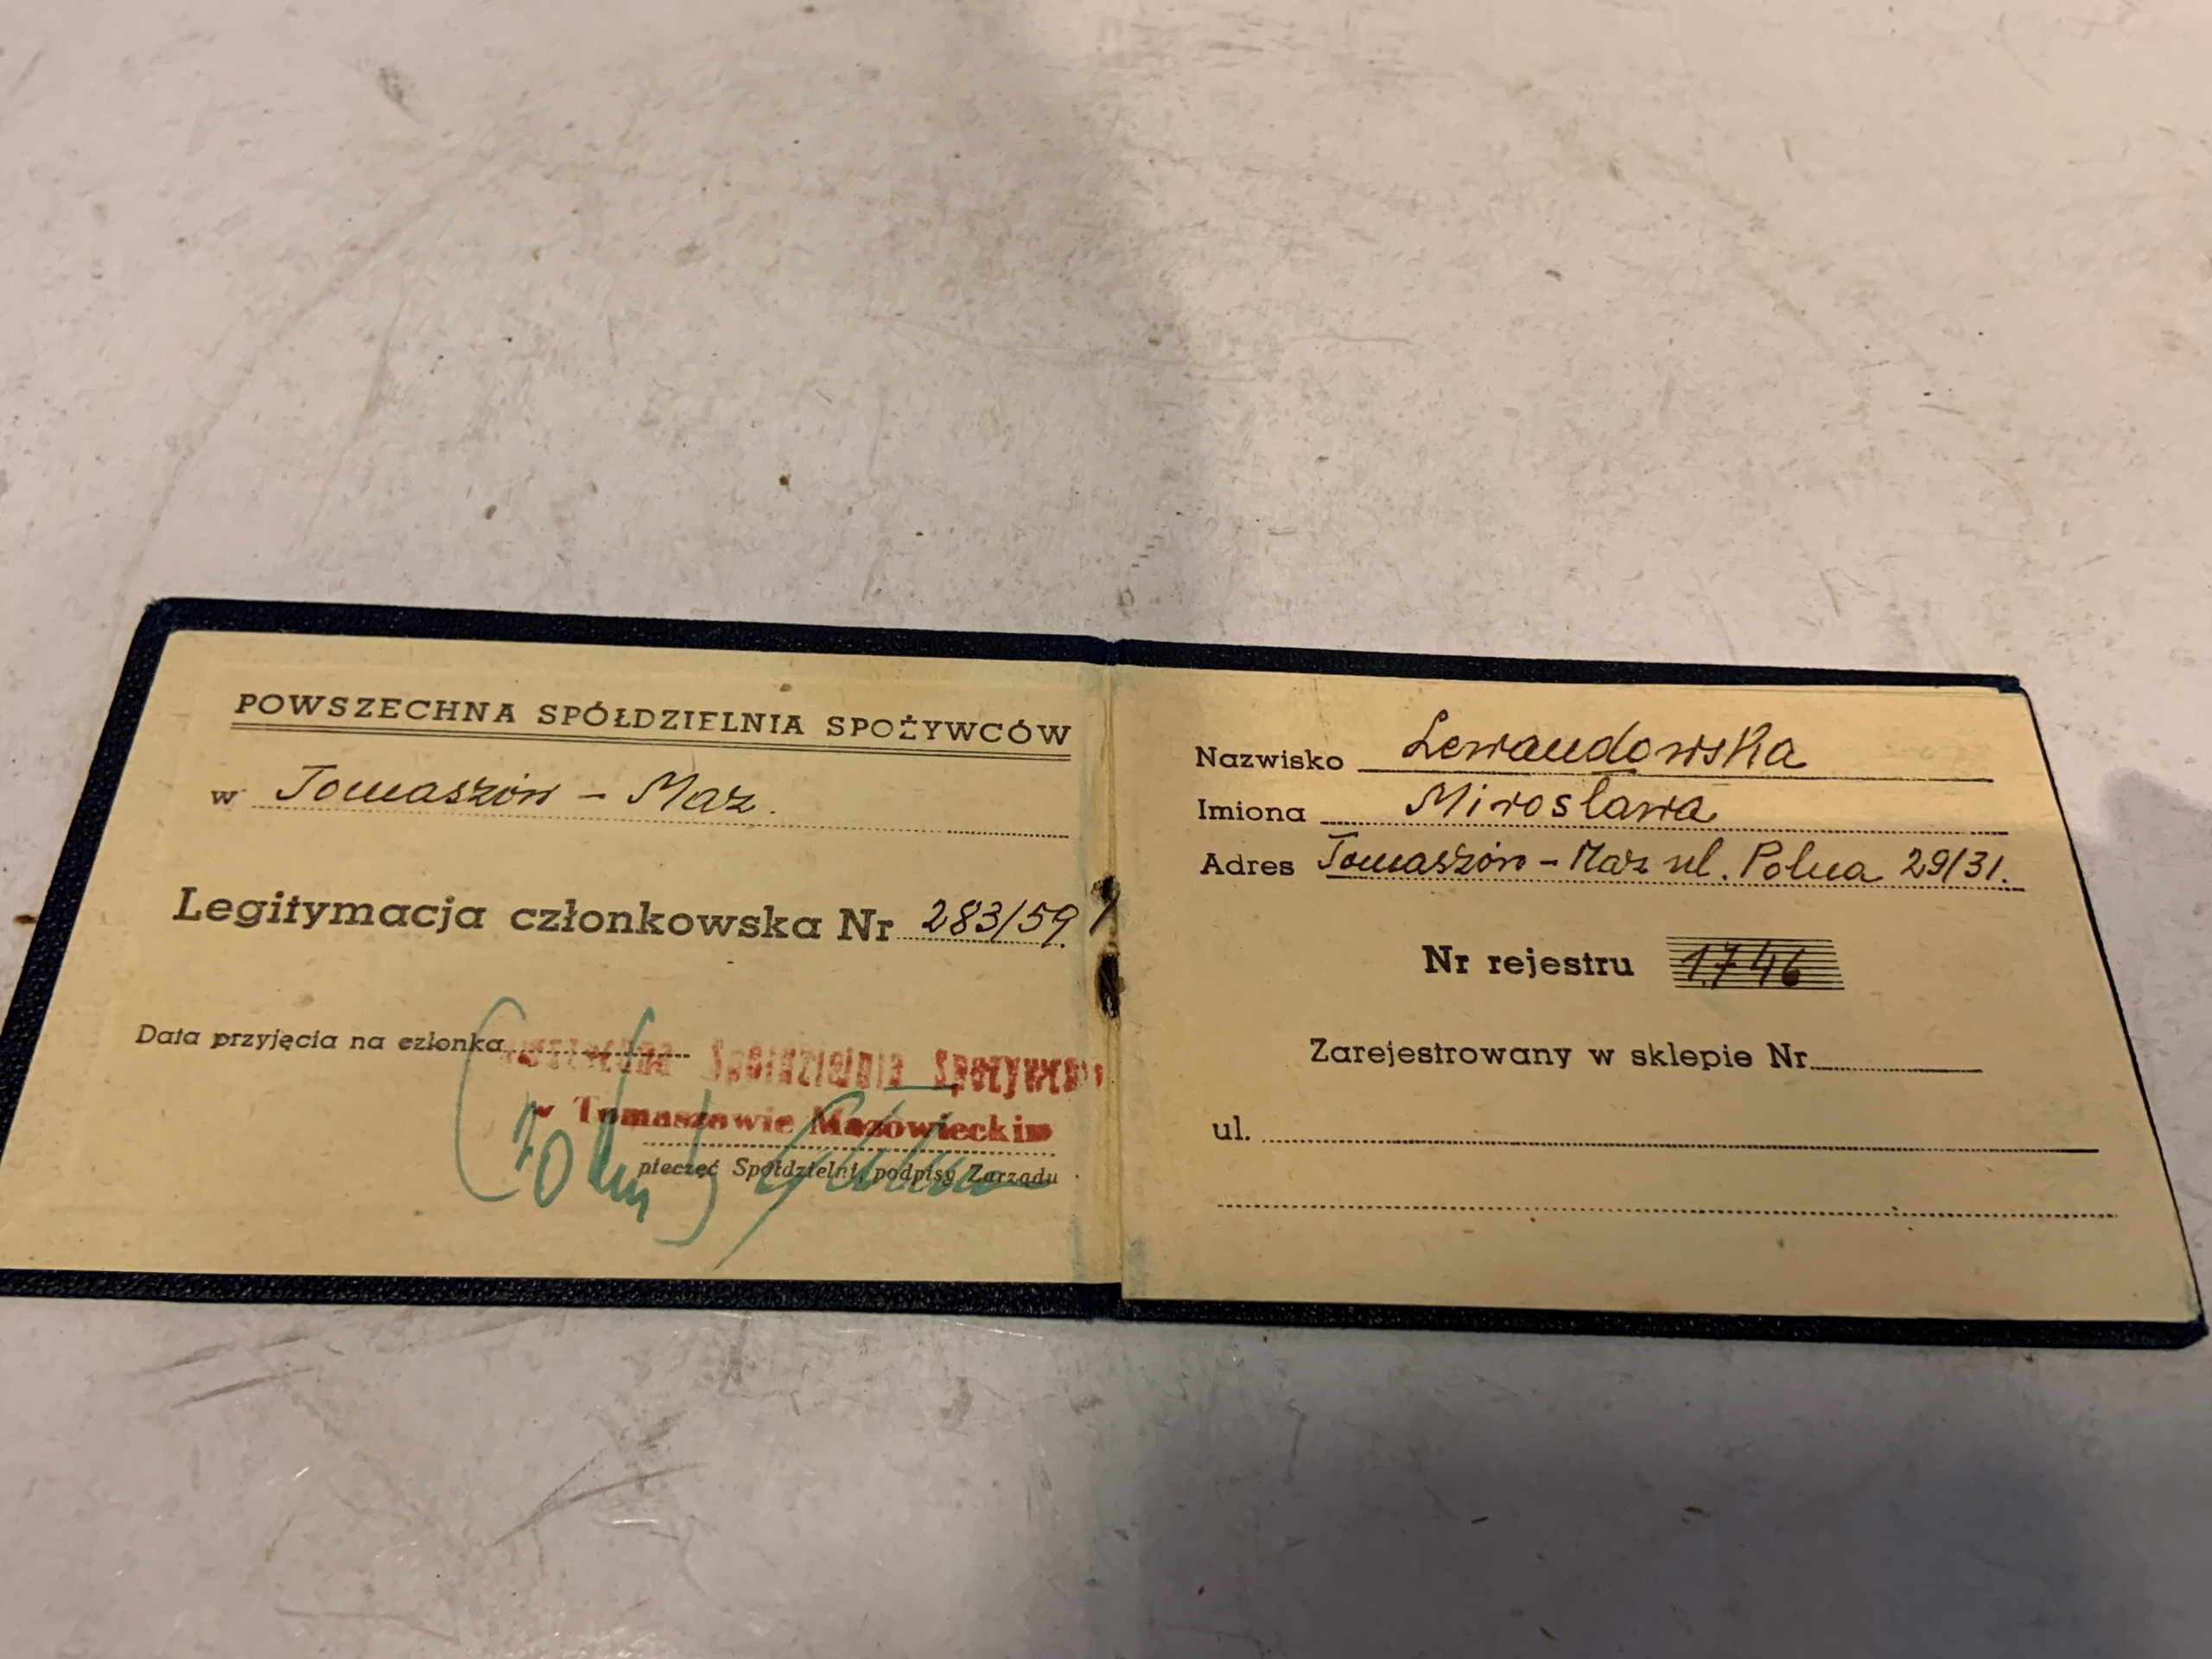 POWSZECHNA SPÓŁDZIELNIA SPOŻYWCÓW
w Tomaszów - Maz.
Legitymacja członkowska Nr 283/59
Data przyjęcia na członka
Spółdzielnia Spożywców
w Tomaszowie Mazowieckim
pieczęć Spółdzielni, podpisy Zarządu
Nazwisko Lewandowska
Imiona Mirosława
Adres Tomaszów - Maz ul. Polna 29/31.
Nr rejestru 1746
Zarejestrowany w sklepie Nr
ul.